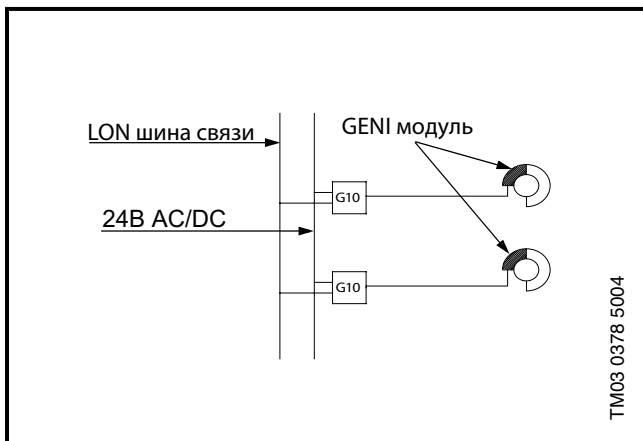 LON шина связи
GENI модуль
G10
24В AC/DC
G10
TM03 0378 5004